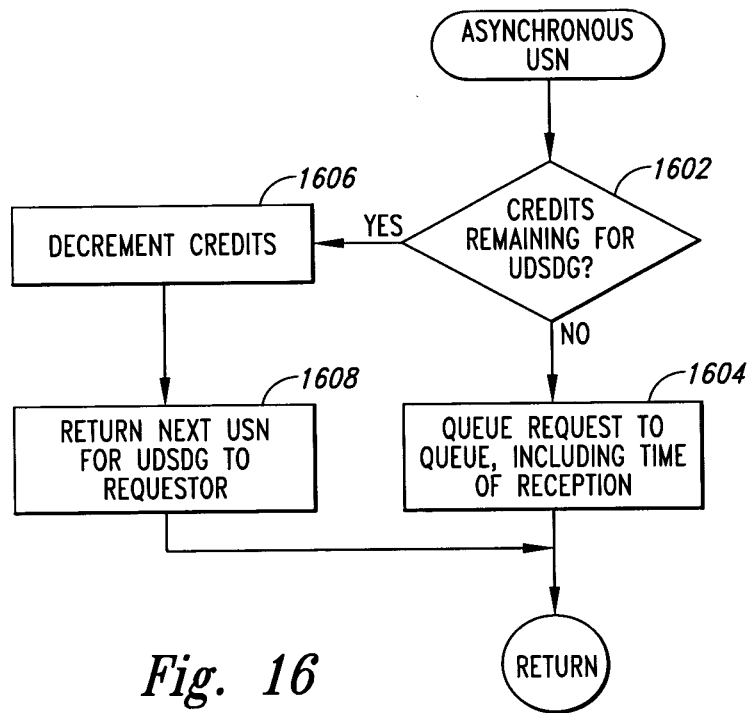 ASYNCHRONOUS
USN
1602
CREDITS
REMAINING FOR
UDSDG?
YES
NO
1606
DECREMENT CREDITS
1608
RETURN NEXT USN
FOR UDSDG TO
REQUESTOR
1604
QUEUE REQUEST TO
QUEUE, INCLUDING TIME
OF RECEPTION
RETURN
Fig. 16